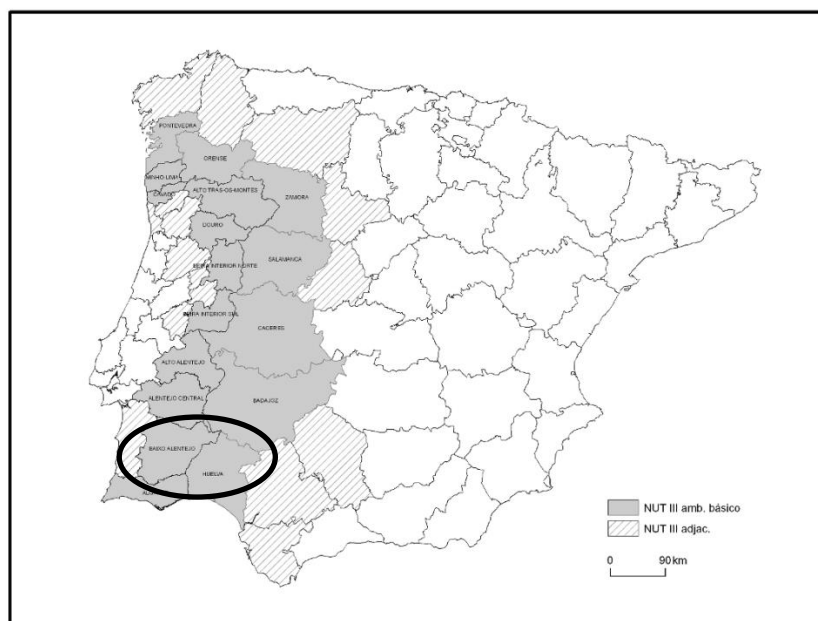 PONTEVEDRA
ORENSE
MINHO-LIMA
CAVADO
ALTO TRAS-OS-MONTES
ZAMORA
DOURO
BEIRA INTERIOR NORTE
SALAMANCA
BEIRA INTERIOR SUL
CACERES
ALTO ALENTEJO
ALENTEJO CENTRAL
BADAJOZ
BAIXO ALENTEJO
HUELVA
NUT III amb. básico
NUT III adjac.
0 90 km